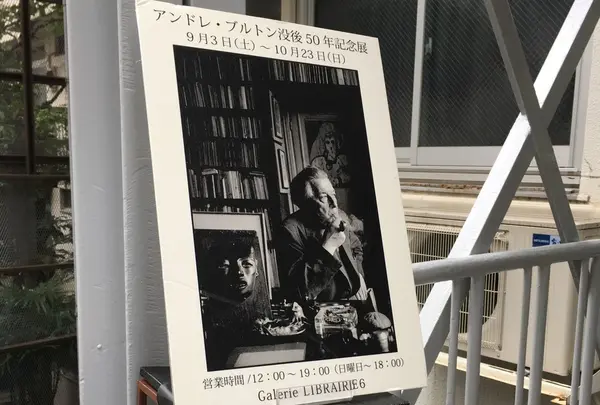 アンドレ・ブルトン没後50年記念展
9月3日(土)～10月23日(日)
営業時間/12：00～19：00(日曜日～18：00)
Galerie LIBRAIRIE6